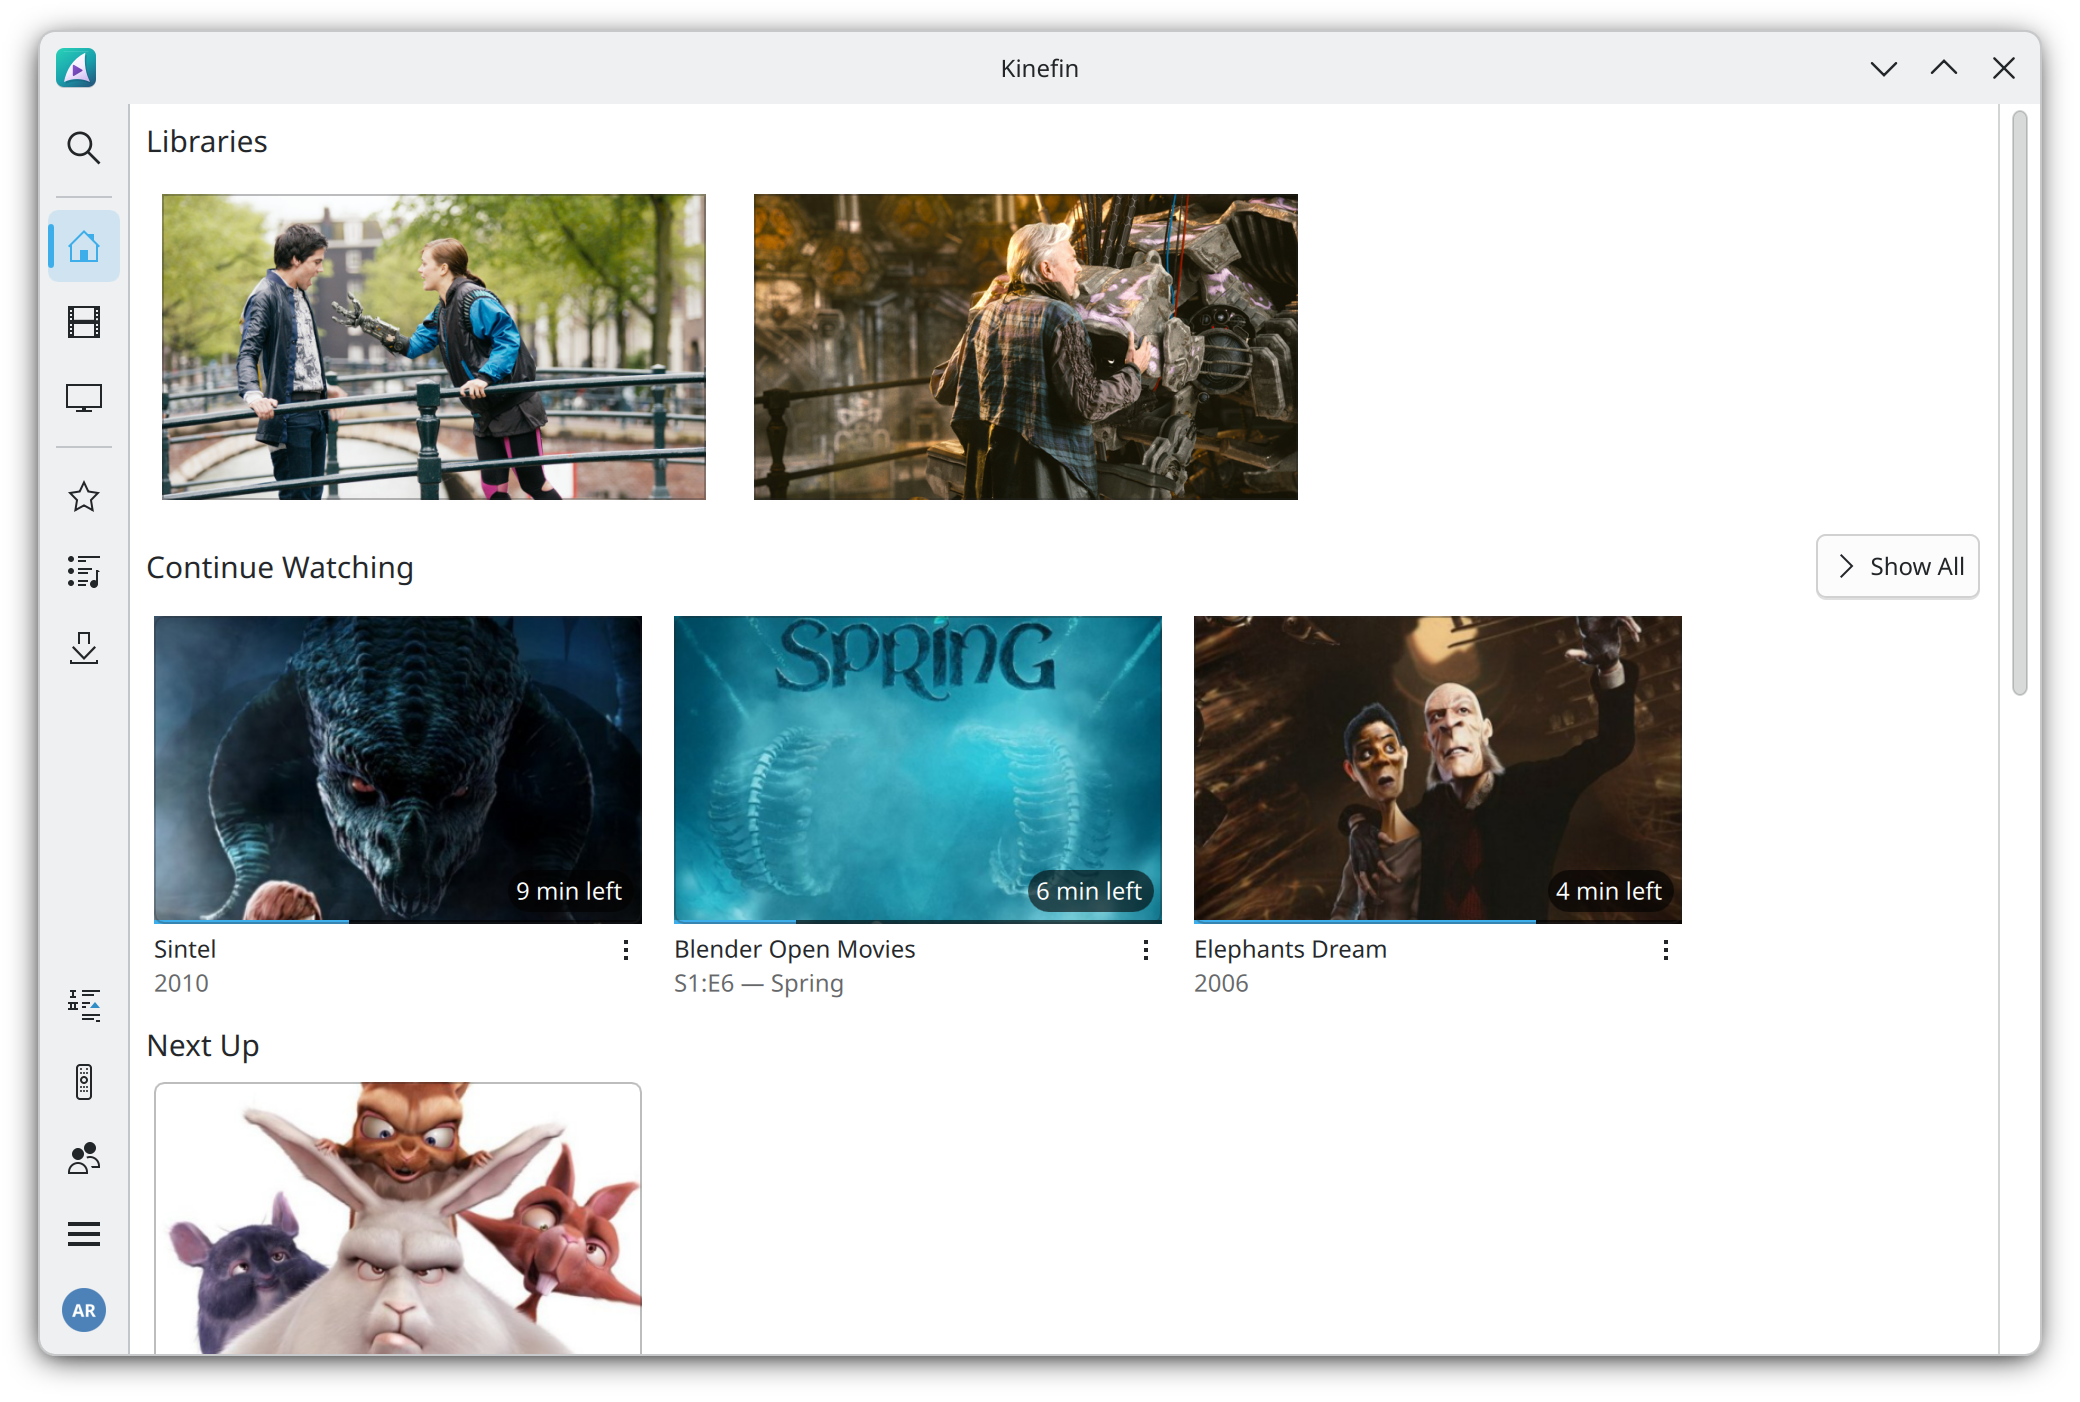 Kinefin
Libraries
Continue Watching
Show All
SPRING
9 min left
6 min left
4 min left
Sintel
2010
Blender Open Movies
S1:E6 — Spring
Elephants Dream
2006
Next Up
AR